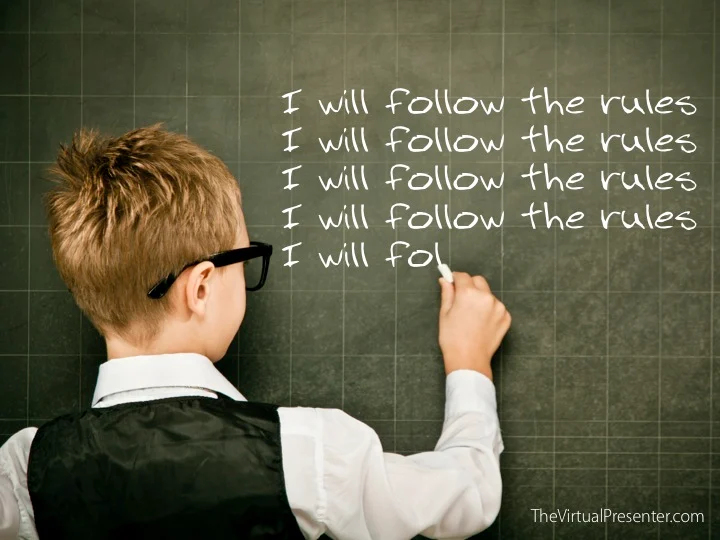 I will follow the rules
I will follow the rules
I will follow the rules
I will follow the rules
I will fol
TheVirtualPresenter.com